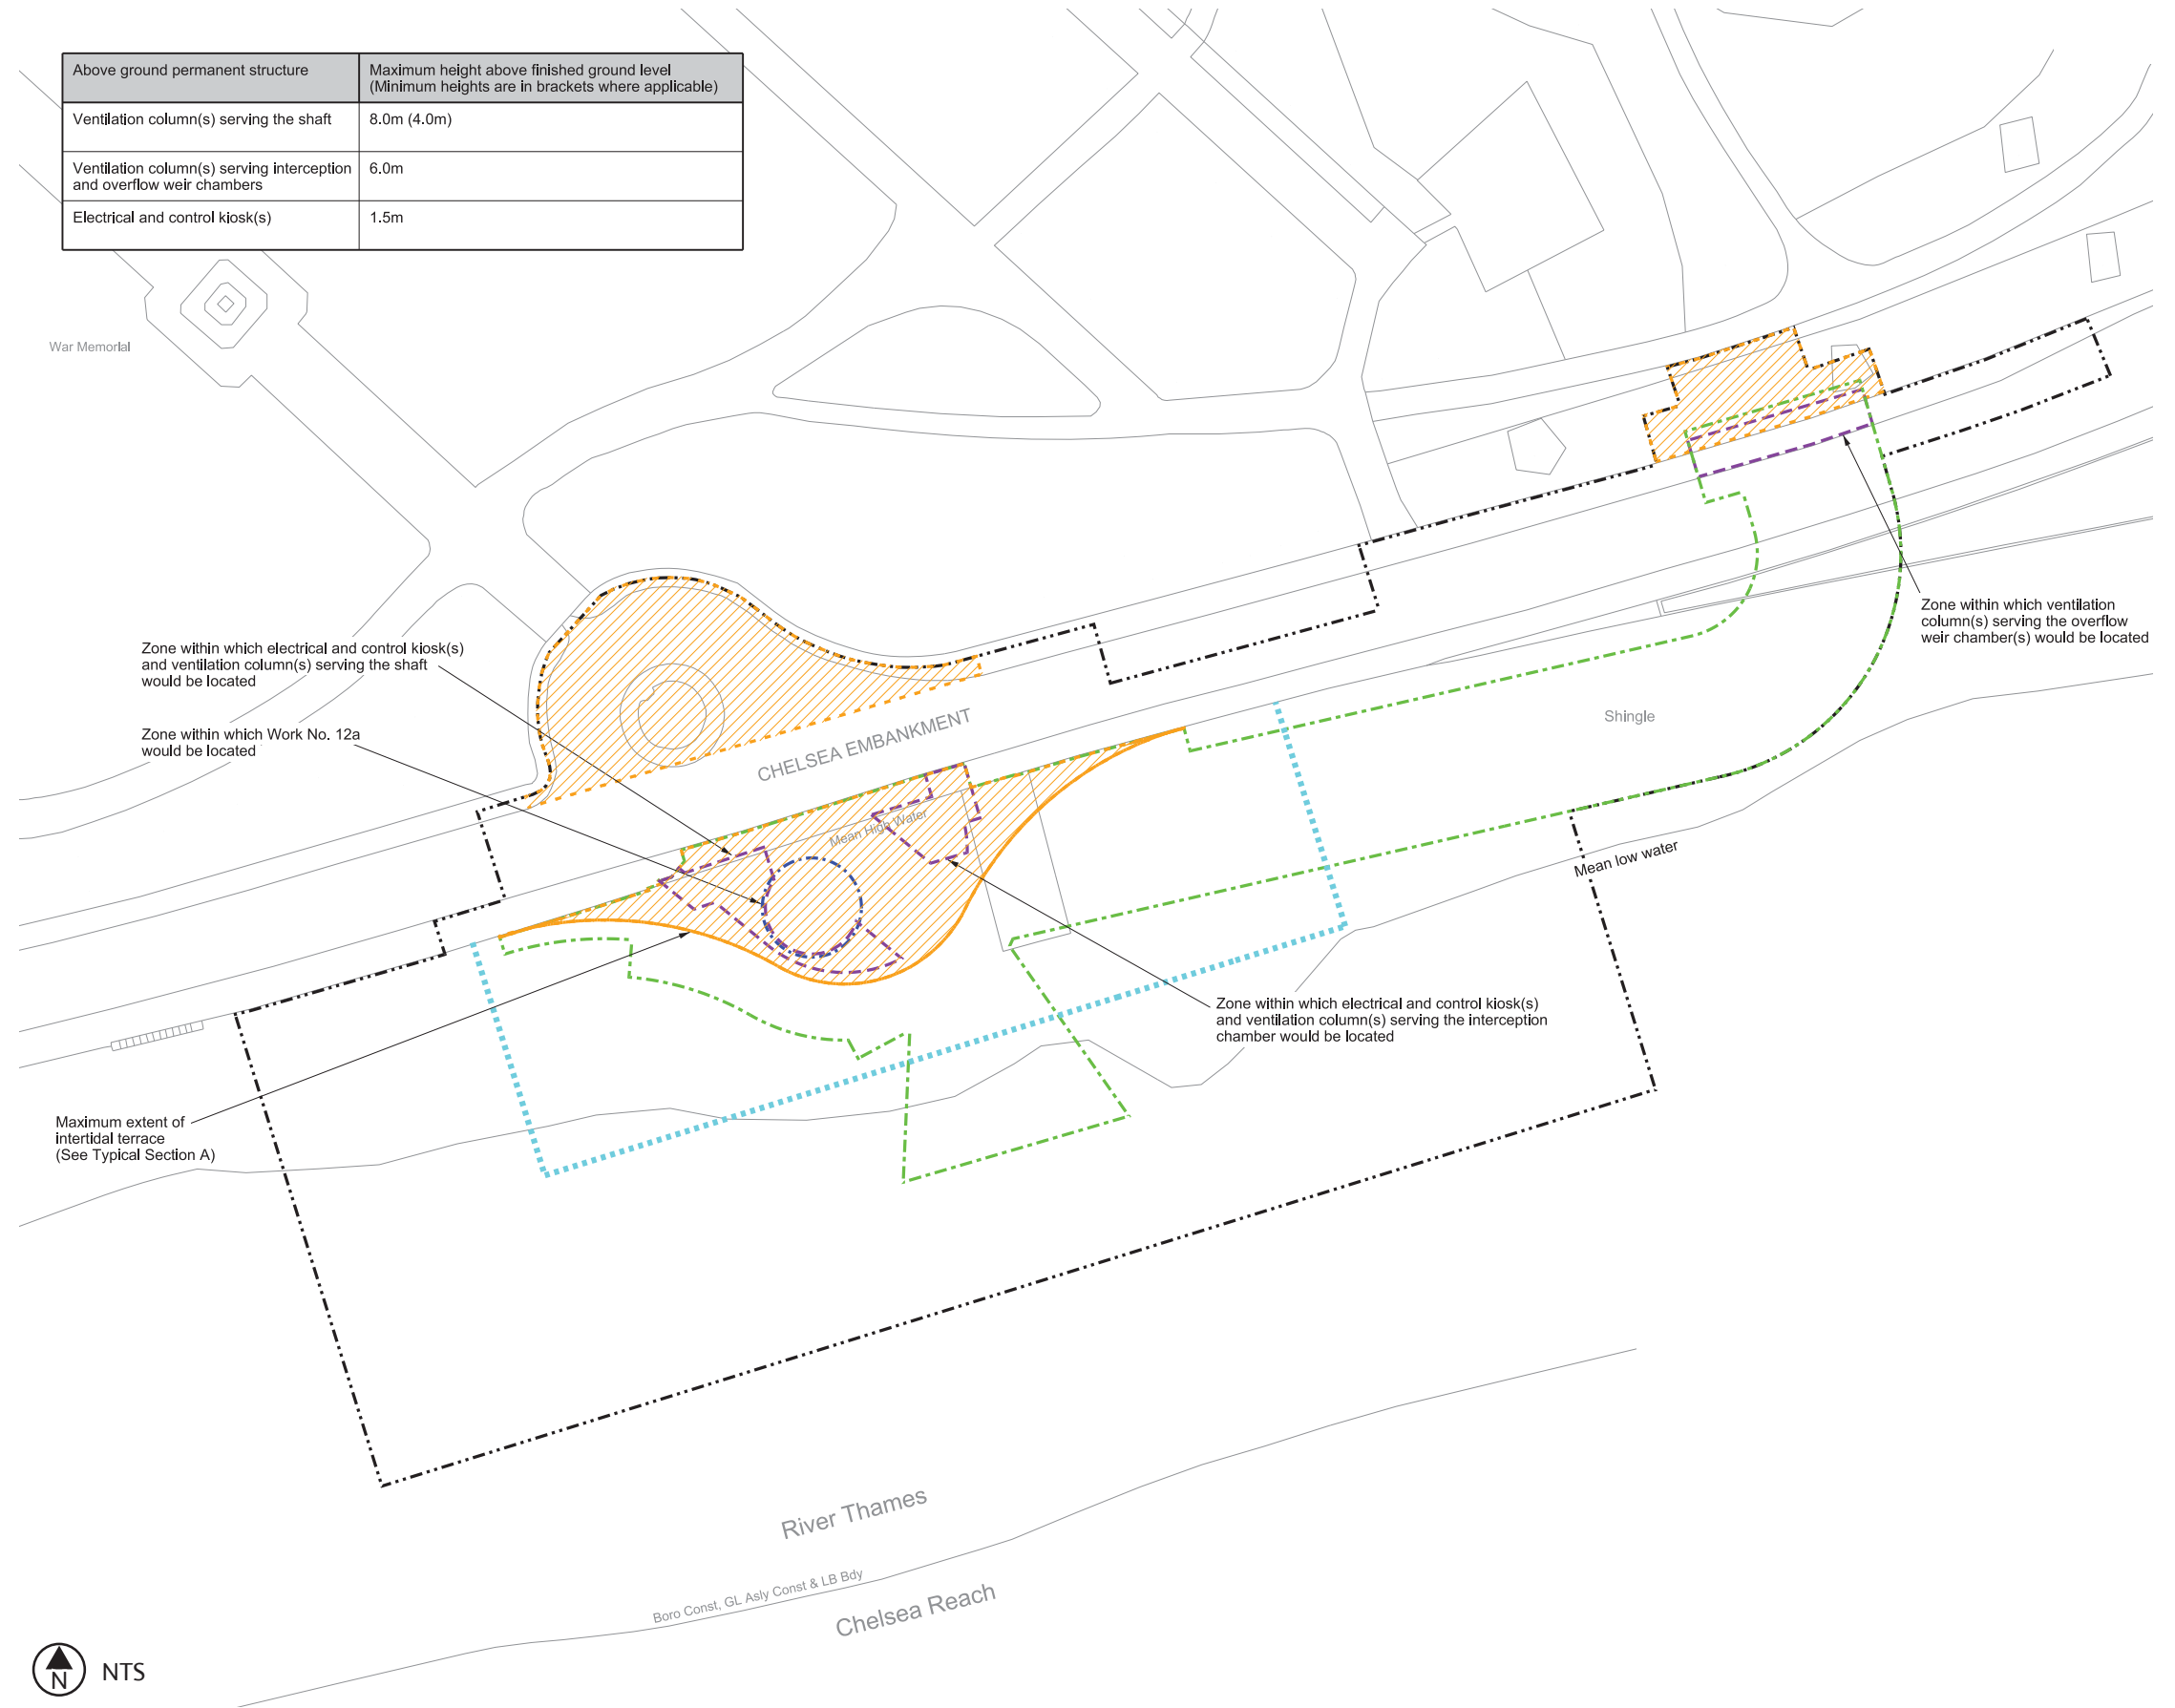 Above ground permanent structure
Maximum height above finished ground level
(Minimum heights are in brackets where applicable)
Ventilation column(s) serving the shaft
8.0m (4.0m)
Ventilation column(s) serving interception
and overflow weir chambers
6.0m
Electrical and control kiosk(s)
1.5m
War Memorial
Zone within which ventilation
column(s) serving the overflow
weir chamber(s) would be located
Zone within which electrical and control kiosk(s)
and ventilation column(s) serving the shaft
would be located
Zone within which Work No. 12a
would be located
CHELSEA EMBANKMENT
Shingle
Mean High Water
Mean low water
Zone within which electrical and control kiosk(s)
and ventilation column(s) serving the interception
chamber would be located
Maximum extent of
intertidal terrace
(See Typical Section A)
River Thames
Boro Const, GL Asly Const & LB Bdy
Chelsea Reach
N
NTS